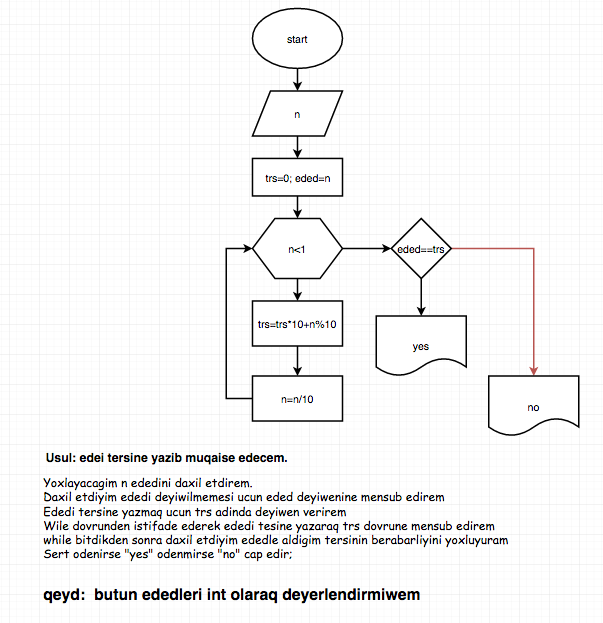 start
n
trs=0; eded=n
n<1
eded==trs
trs=trs*10+n%10
yes
n=n/10
no
Usul: edei tersine yazib muqaise edecem.
Yoxlayacagim n ededini daxil etdirem.
Daxil etdiyim ededi deyiwilmemesi ucun eded deyiwenine mensub edirem
Ededi tersine yazmaq ucun trs adinda deyiwen verirem
Wile dovrunden istifade ederek ededi tesine yazaraq trs dovrune mensub edirem
while bitdikden sonra daxil etdiyim ededle aldigim tersinin berabarliyini yoxluyuram
Sert odenirse "yes" odenmirse "no" cap edir;
qeyd: butun ededleri int olaraq deyerlendirmiwem